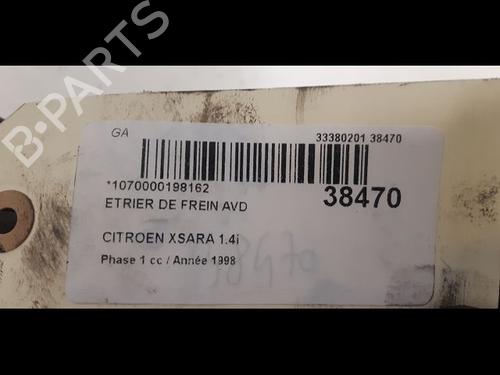 B-PARTS
GA
33380201 38470
*1070000198162
38470
ETRIER DE FREIN AVD
CITROEN XSARA 1.4i
Phase 1 cc / Année 1998
38470